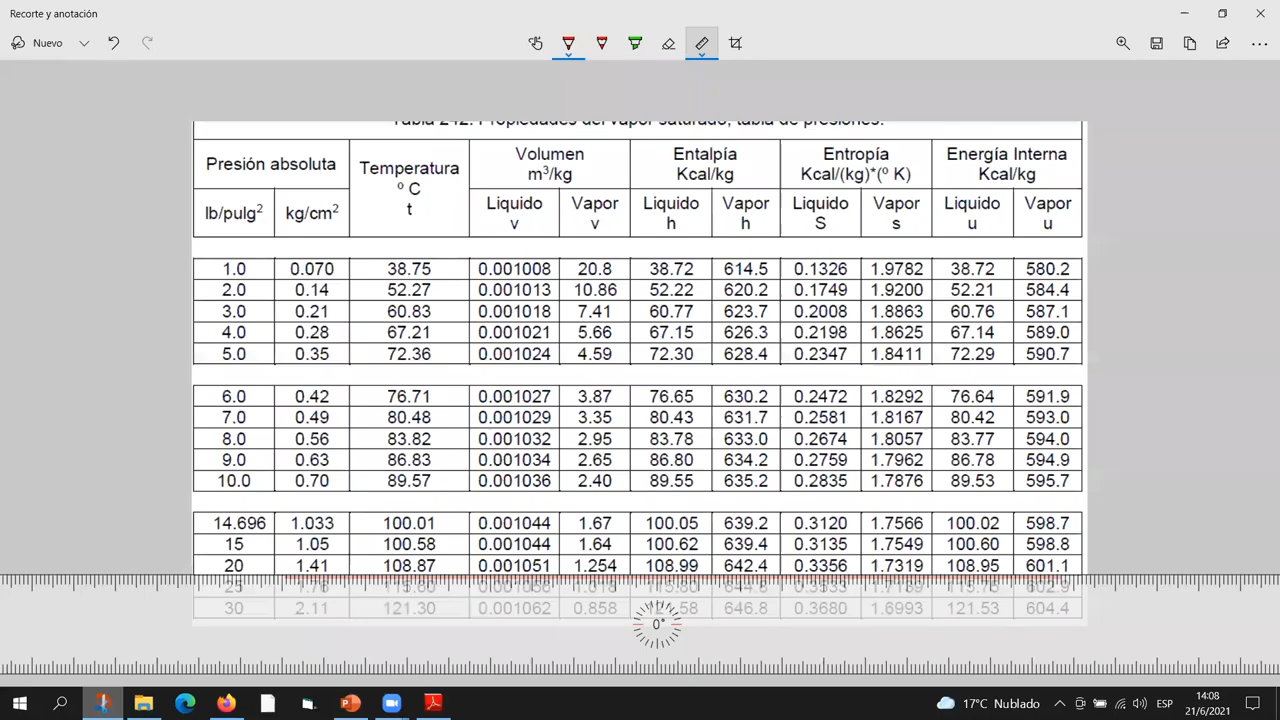 Recorte y anotación
Nuevo
Tabla 242. Propiedades del vapor saturado, tabla de presiones.
Presión absoluta Temperatura º C t Volumen m³/kg Entalpía Kcal/kg Entropía Kcal/(kg)*(º K) Energía Interna Kcal/kg
lb/pulg² kg/cm² Liquido v Vapor v Liquido h Vapor h Liquido S Vapor s Liquido u Vapor u
1.0 0.070 38.75 0.001008 20.8 38.72 614.5 0.1326 1.9782 38.72 580.2
2.0 0.14 52.27 0.001013 10.86 52.22 620.2 0.1749 1.9200 52.21 584.4
3.0 0.21 60.83 0.001018 7.41 60.77 623.7 0.2008 1.8863 60.76 587.1
4.0 0.28 67.21 0.001021 5.66 67.15 626.3 0.2198 1.8625 67.14 589.0
5.0 0.35 72.36 0.001024 4.59 72.30 628.4 0.2347 1.8411 72.29 590.7
6.0 0.42 76.71 0.001027 3.87 76.65 630.2 0.2472 1.8292 76.64 591.9
7.0 0.49 80.48 0.001029 3.35 80.43 631.7 0.2581 1.8167 80.42 593.0
8.0 0.56 83.82 0.001032 2.95 83.78 633.0 0.2674 1.8057 83.77 594.0
9.0 0.63 86.83 0.001034 2.65 86.80 634.2 0.2759 1.7962 86.78 594.9
10.0 0.70 89.57 0.001036 2.40 89.55 635.2 0.2835 1.7876 89.53 595.7
14.696 1.033 100.01 0.001044 1.67 100.05 639.2 0.3120 1.7566 100.02 598.7
15 1.05 100.58 0.001044 1.64 100.62 639.4 0.3135 1.7549 100.60 598.8
20 1.41 108.87 0.001051 1.254 108.99 642.4 0.3356 1.7319 108.95 601.1
25 1.76
30 2.11 121.30 0.001062 0.858 646.8 0.3680 1.6993 121.53 604.4
0°
17°C Nublado ESP 14:08
21/6/2021